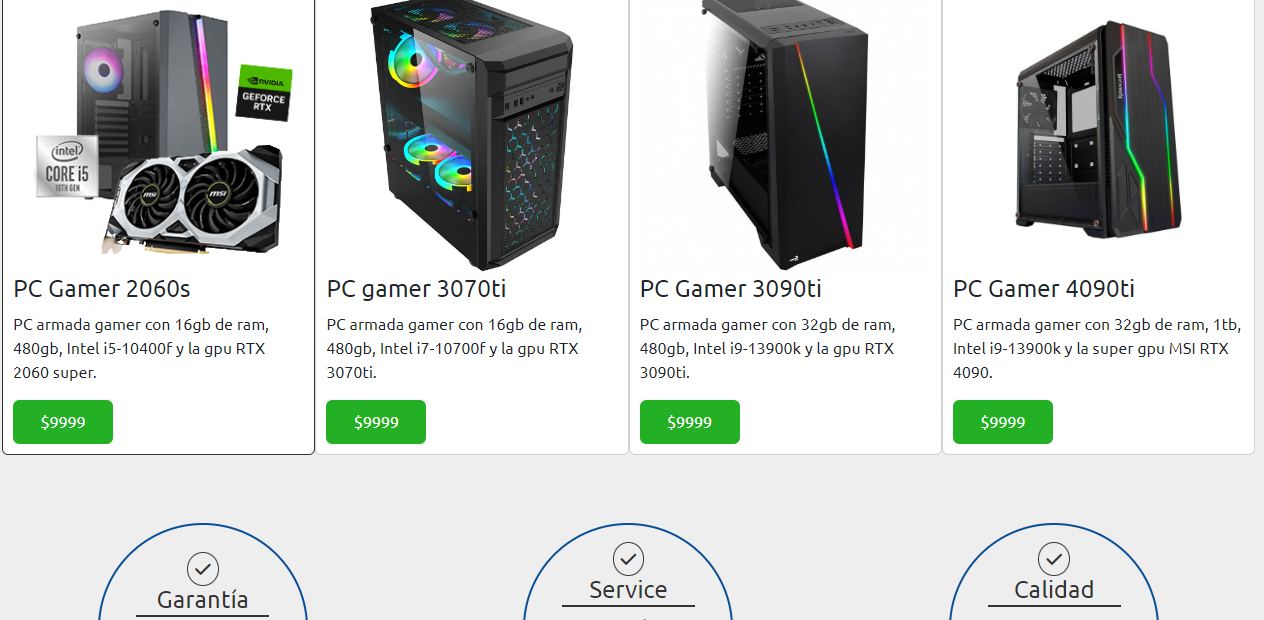 NVIDIA
GEFORCE
RTX
intel
CORE i5
10TH GEN
msi
msi
PC Gamer 2060s
PC armada gamer con 16gb de ram,
480gb, Intel i5-10400f y la gpu RTX
2060 super.
$9999
PC gamer 3070ti
PC armada gamer con 16gb de ram,
480gb, Intel i7-10700f y la gpu RTX
3070ti.
$9999
PC Gamer 3090ti
PC armada gamer con 32gb de ram,
480gb, Intel i9-13900k y la gpu RTX
3090ti.
$9999
PC Gamer 4090ti
PC armada gamer con 32gb de ram, 1tb,
Intel i9-13900k y la super gpu MSI RTX
4090.
$9999
Garantía
Service
Calidad